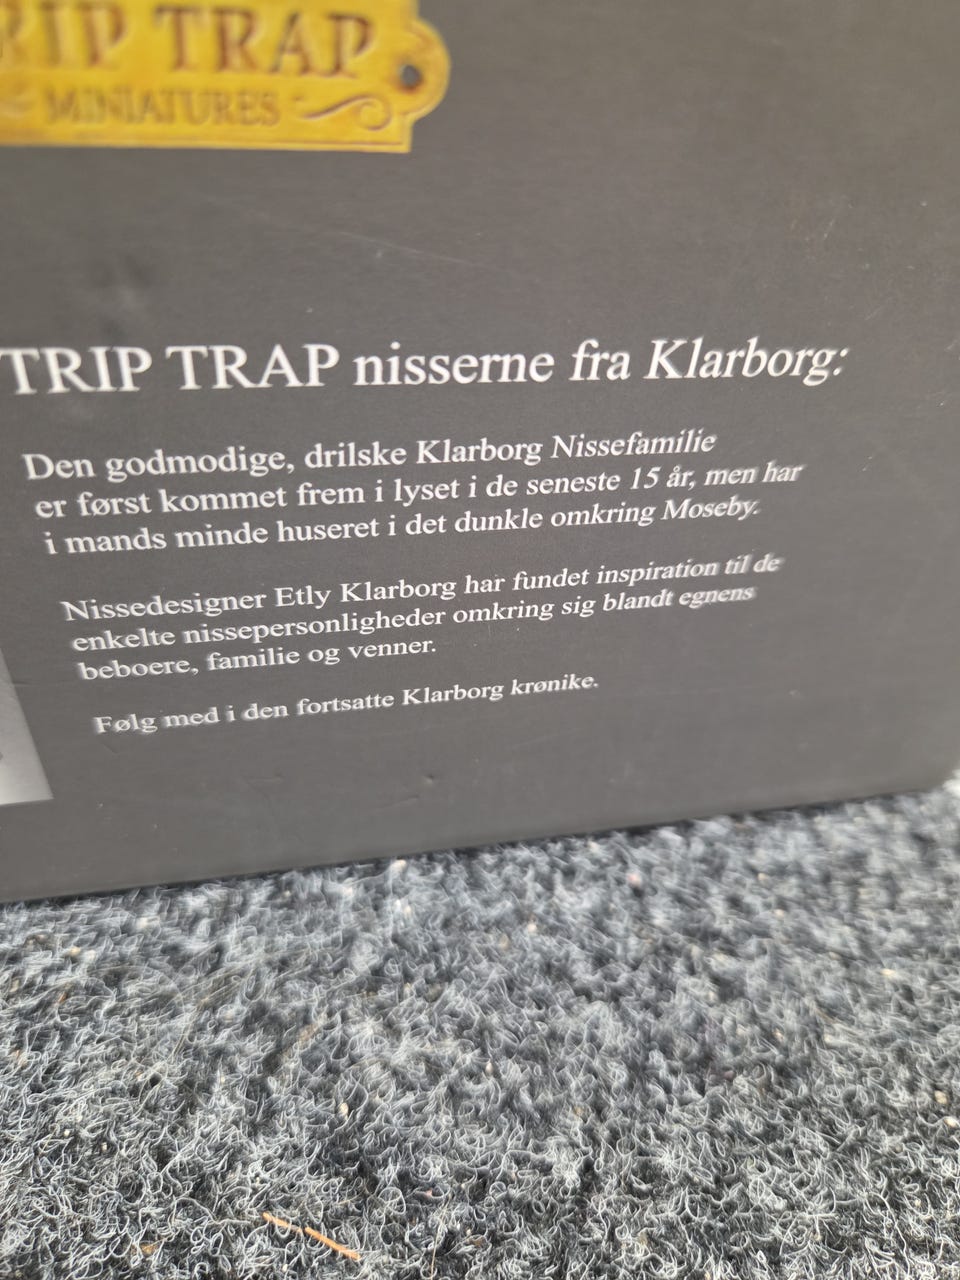 RIP TRAP
MINIATURES
TRIP TRAP nisserne fra Klarborg:
Den godmodige, drilske Klarborg Nissefamilie
er først kommet frem i lyset i de seneste 15 år, men har
i mands minde huseret i det dunkle omkring Moseby.
Nissedesigner Etly Klarborg har fundet inspiration til de
enkelte nissepersonligheder omkring sig blandt egnens
beboere, familie og venner.
Følg med i den fortsatte Klarborg krønike.